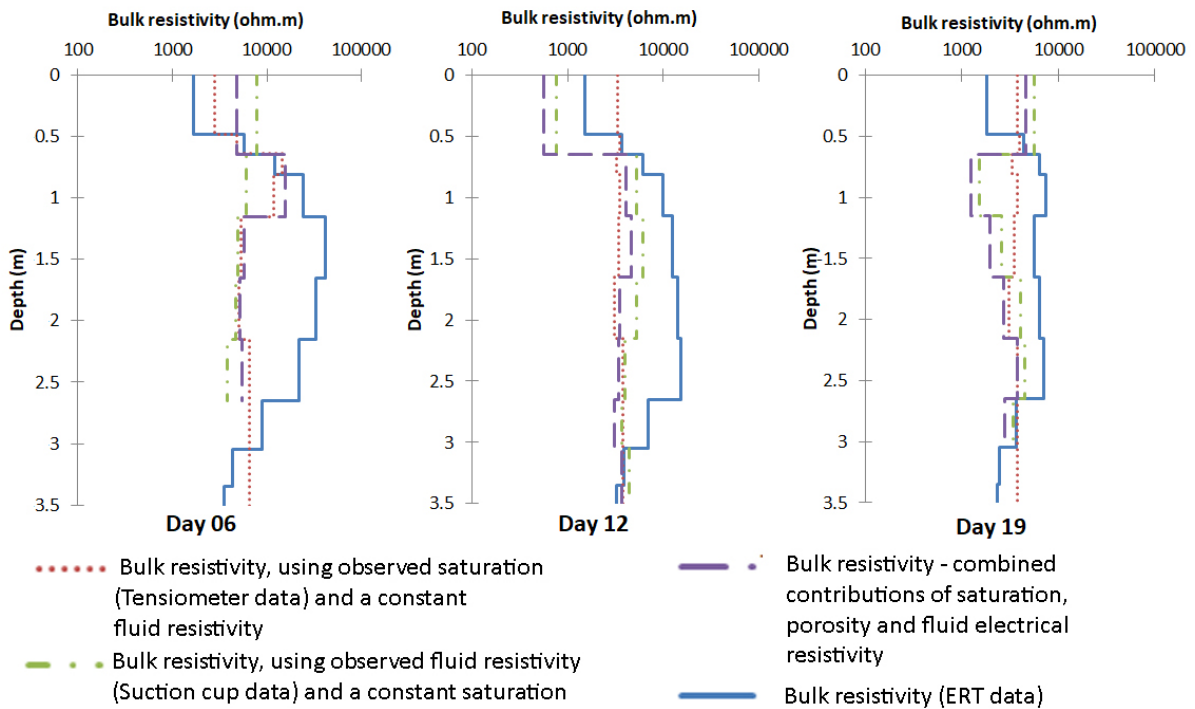 Bulk resistivity (ohm.m)
100 1000 10000 100000
0
0.5
1
1.5
2
2.5
3
3.5
Depth (m)
Day 06
Bulk resistivity (ohm.m)
100 1000 10000 100000
0
0.5
1
1.5
2
2.5
3
3.5
Depth (m)
Day 12
Bulk resistivity (ohm.m)
100 1000 10000 100000
0
0.5
1
1.5
2
2.5
3
3.5
Depth (m)
Day 19
Bulk resistivity, using observed saturation
(Tensiometer data) and a constant
fluid resistivity
Bulk resistivity, using observed fluid resistivity
(Suction cup data) and a constant saturation
Bulk resistivity - combined
contributions of saturation,
porosity and fluid electrical
resistivity
Bulk resistivity (ERT data)